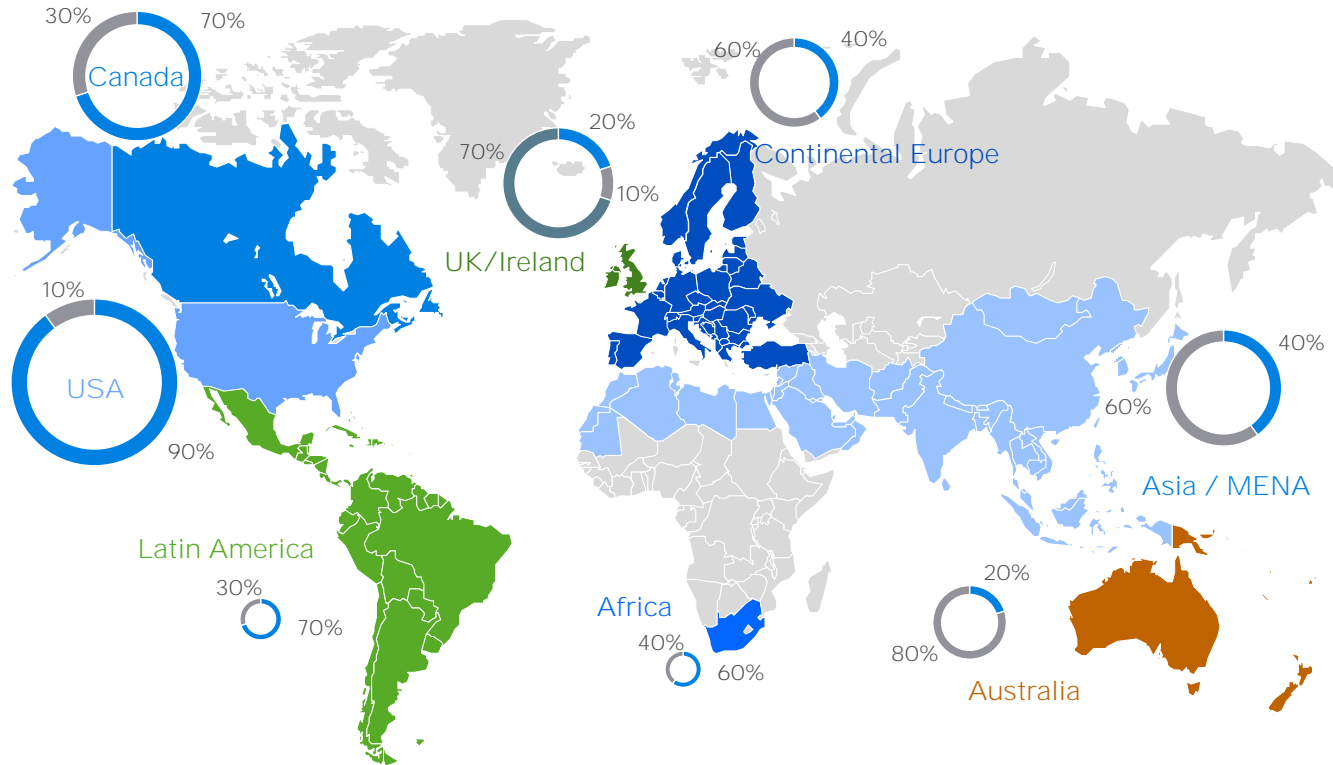 30%
70%
Canada
60%
40%
Continental Europe
20%
70%
10%
UK/Ireland
10%
USA
90%
40%
60%
Asia / MENA
Latin America
30%
70%
Africa
40%
60%
20%
80%
Australia